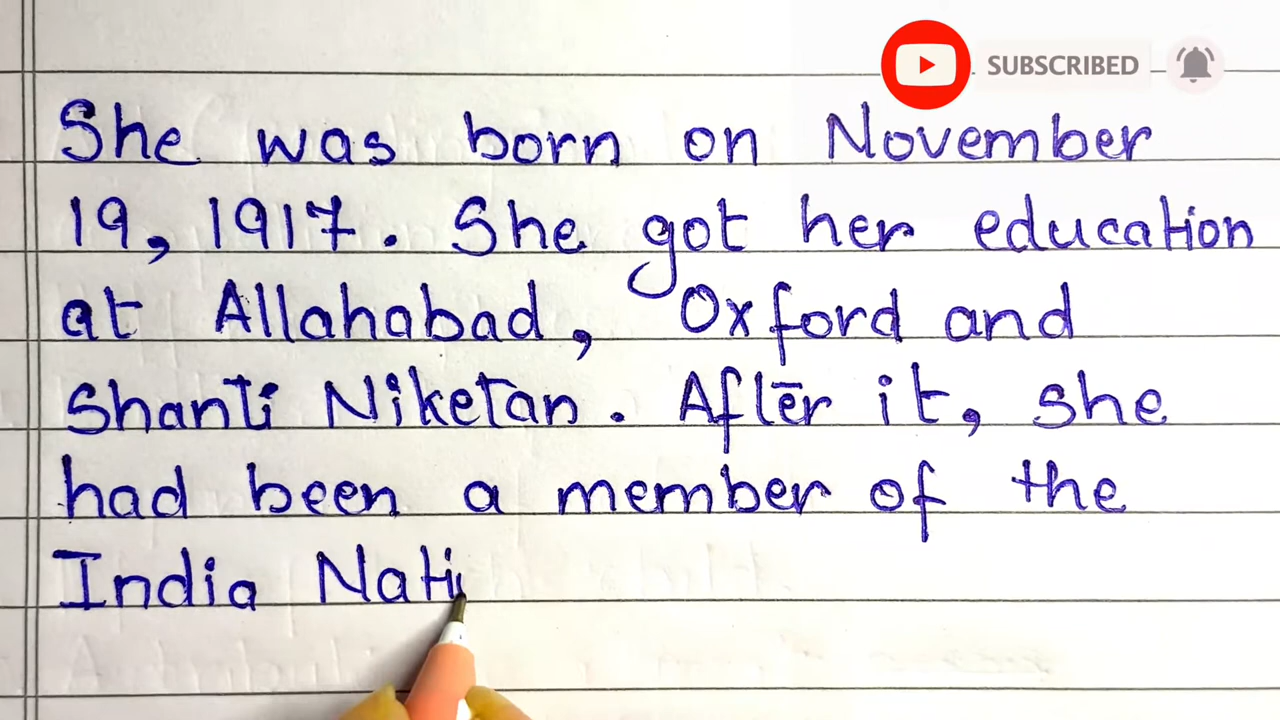 SUBSCRIBED
She was born on November
19, 1917. She got her education
at Allahabad, Oxford and
Shanti Niketan. After it, she
had been a member of the
India Nati